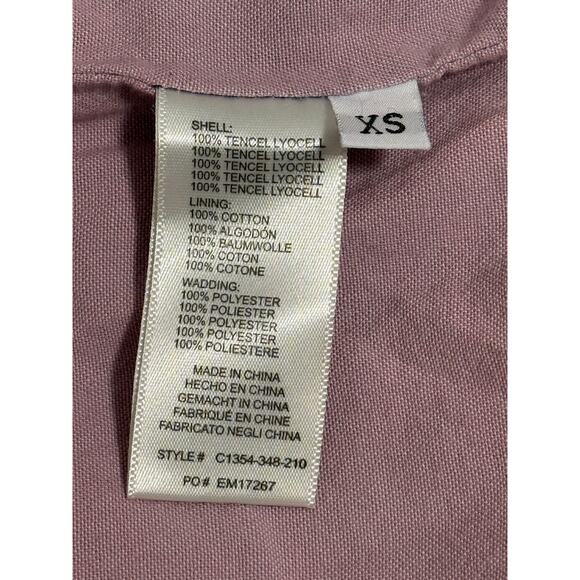 XS
SHELL:
100% TENCEL LYOCELL
100% TENCEL LYOCELL
100% TENCEL LYOCELL
100% TENCEL LYOCELL
100% TENCEL LYOCELL
LINING:
100% COTTON
100% ALGODÓN
100% BAUMWOLLE
100% COTON
100% COTONE
WADDING:
100% POLYESTER
100% POLIESTER
100% POLYESTER
100% POLYESTER
100% POLIESTERE
MADE IN CHINA
HECHO EN CHINA
GEMACHT IN CHINA
FABRIQUÉ EN CHINE
FABRICATO NEGLI CHINA
STYLE# C1354-348-210
PO# EM17267